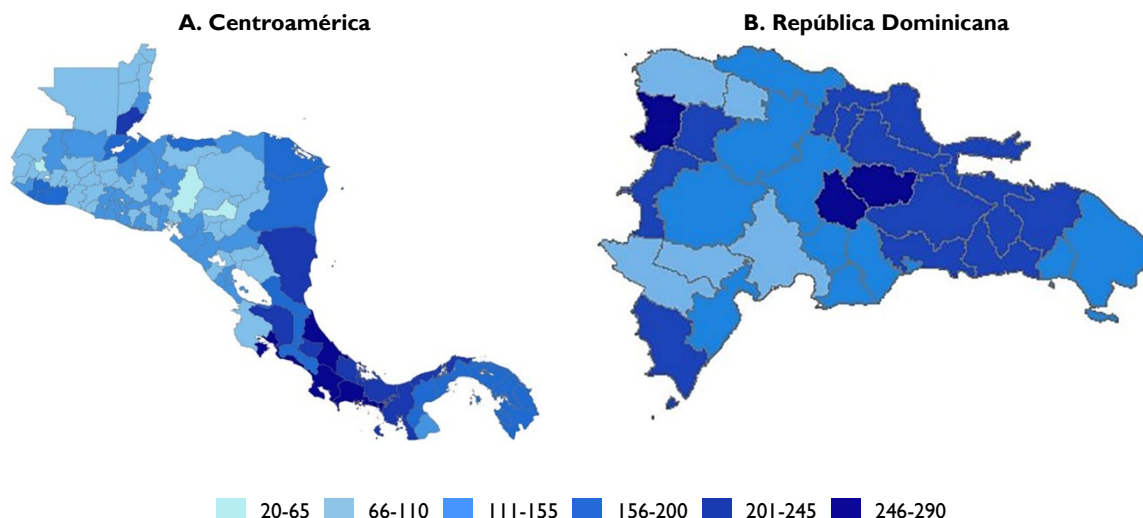 A. Centroamérica
B. República Dominicana
20-65 66-110 111-155 156-200 201-245 246-290